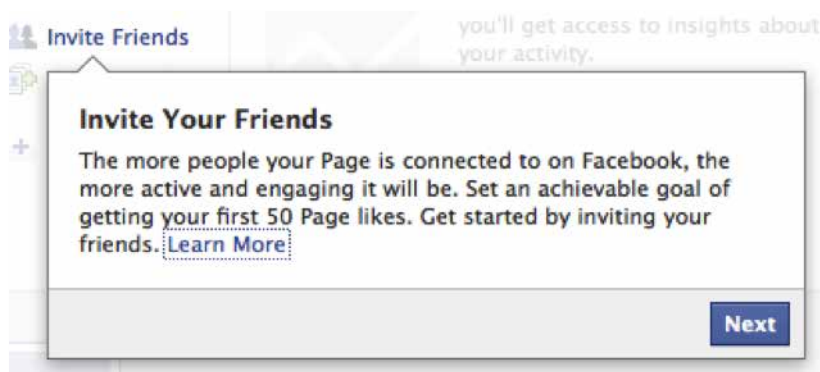 you'll get access to insights about
your activity.
Invite Friends
Invite Your Friends
The more people your Page is connected to on Facebook, the
more active and engaging it will be. Set an achievable goal of
getting your first 50 Page likes. Get started by inviting your
friends. Learn More
Next